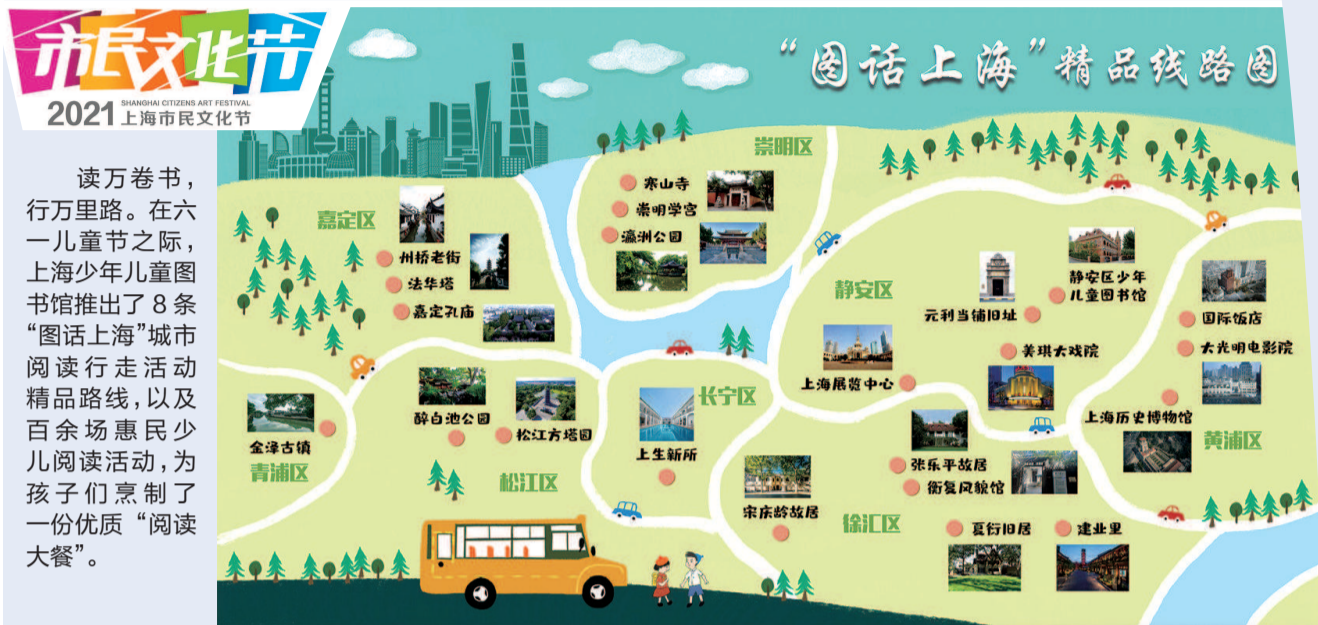 市民文化节
2021 SHANGHAI CITIZENS ART FESTIVAL
上海市民文化节
读万卷书，
行万里路。在六
一儿童节之际，
上海少年儿童图
书馆推出了8条
“图话上海”城市
阅读行走活动
精品路线，以及
百余场惠民少
儿阅读活动，为
孩子们烹制了
一份优质“阅读
大餐”。
“图话上海”精品线路图
崇明区
寒山寺
崇明学宫
瀛洲公园
嘉定区
州桥老街
法华塔
嘉定孔庙
静安区
静安区少年
儿童图书馆
元利当铺旧址
美琪大戏院
上海展览中心
国际饭店
大光明电影院
上海历史博物馆
黄浦区
长宁区
上生新所
醉白池公园
松江方塔园
松江区
金泽古镇
青浦区
宋庆龄故居
张乐平故居
衡复风貌馆
徐汇区
夏衍旧居
建业里